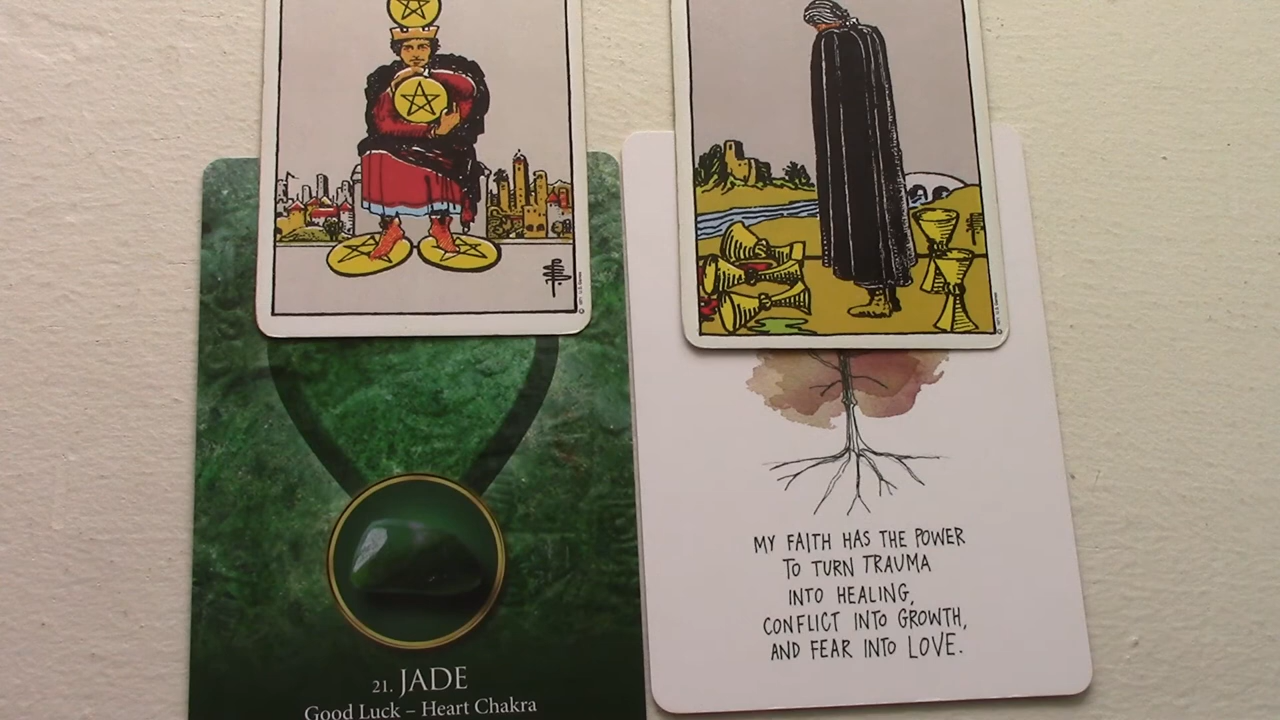 21. JADE
Good Luck – Heart Chakra
MY FAITH HAS THE POWER
TO TURN TRAUMA
INTO HEALING,
CONFLICT INTO GROWTH,
AND FEAR INTO LOVE.